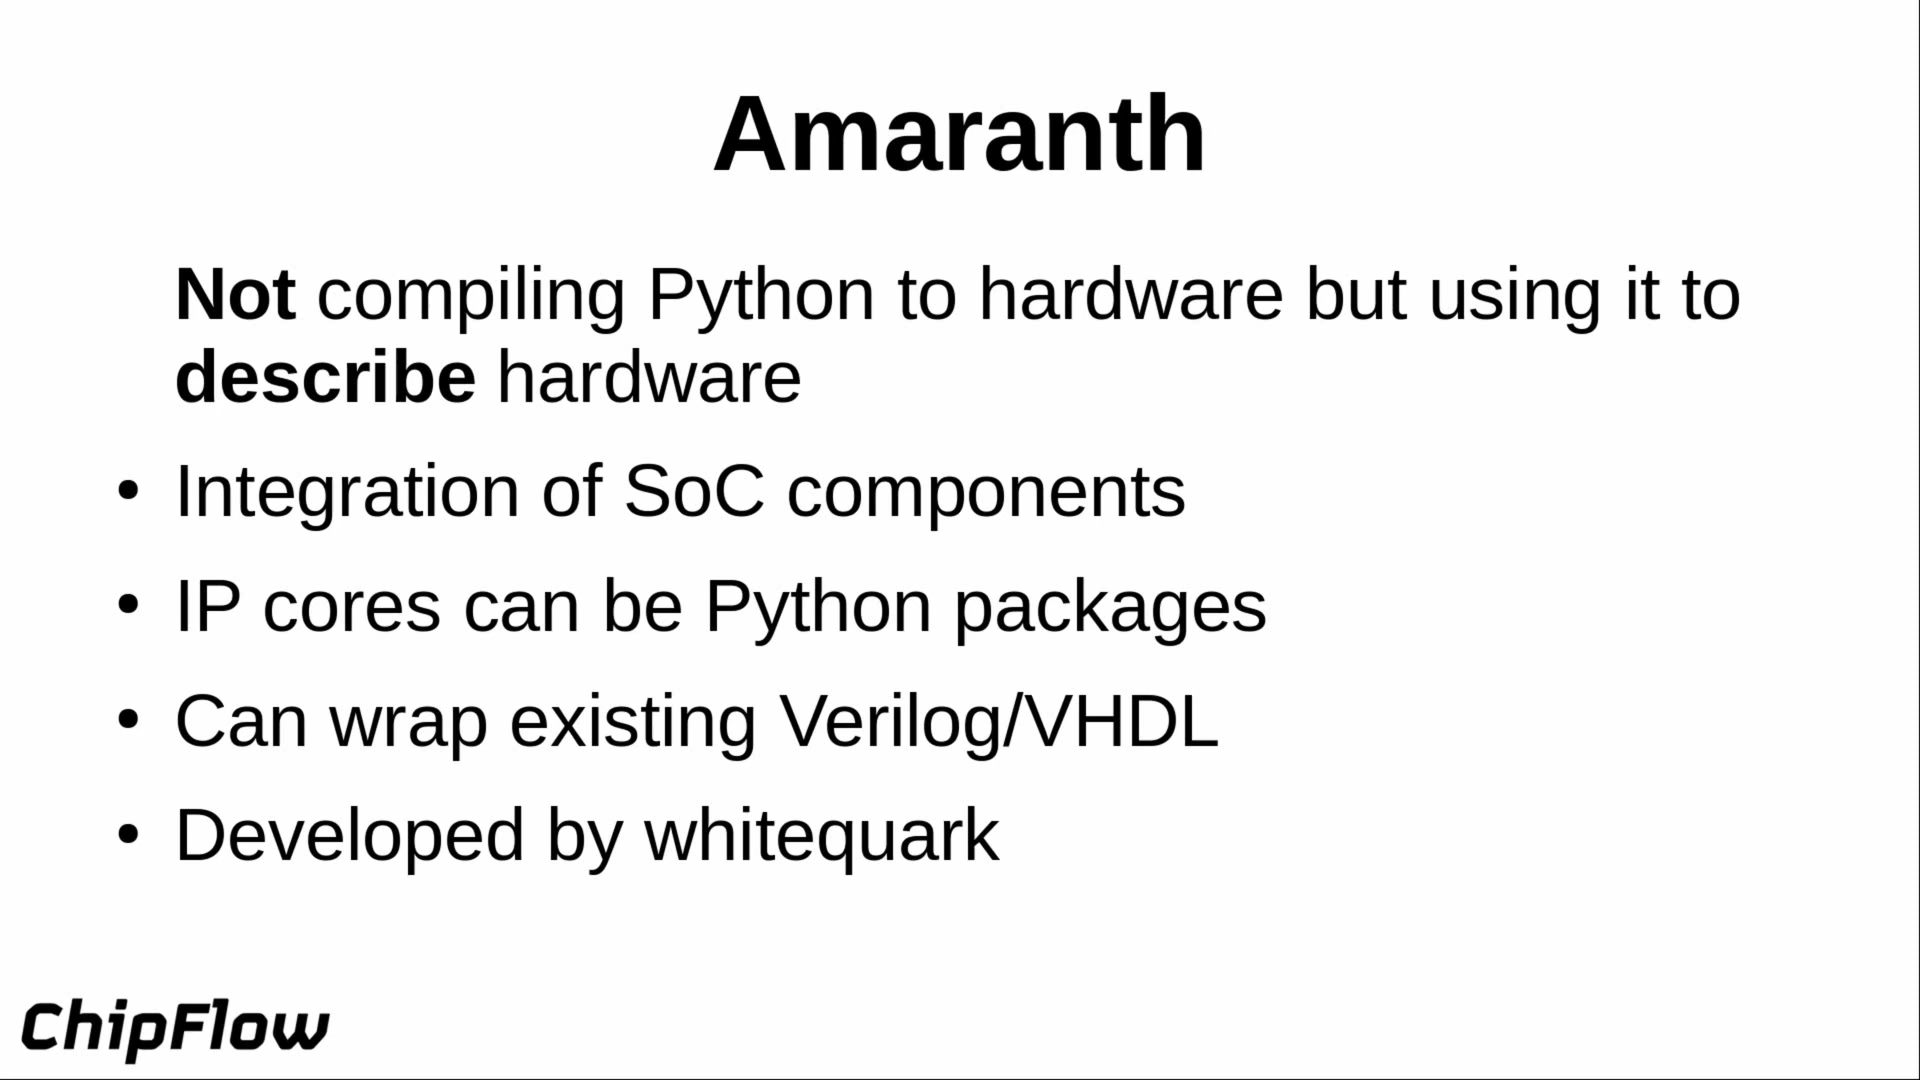 Amaranth
Not compiling Python to hardware but using it to
describe hardware
• Integration of SoC components
• IP cores can be Python packages
• Can wrap existing Verilog/VHDL
• Developed by whitequark
ChipFlow